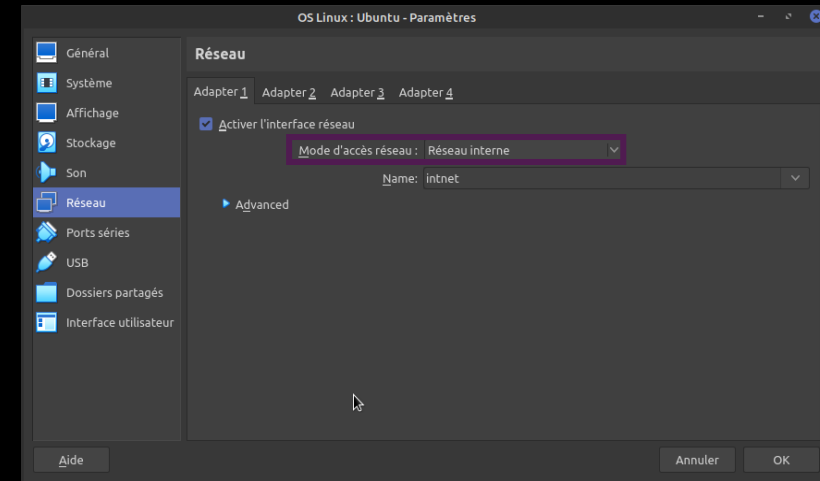 OS Linux : Ubuntu - Paramètres
Général
Système
Affichage
Stockage
Son
Réseau
Ports séries
USB
Dossiers partagés
Interface utilisateur
Réseau
Adapter 1 Adapter 2 Adapter 3 Adapter 4
Activer l'interface réseau
Mode d'accès réseau : Réseau interne
Name: intnet
Advanced
Aide Annuler OK